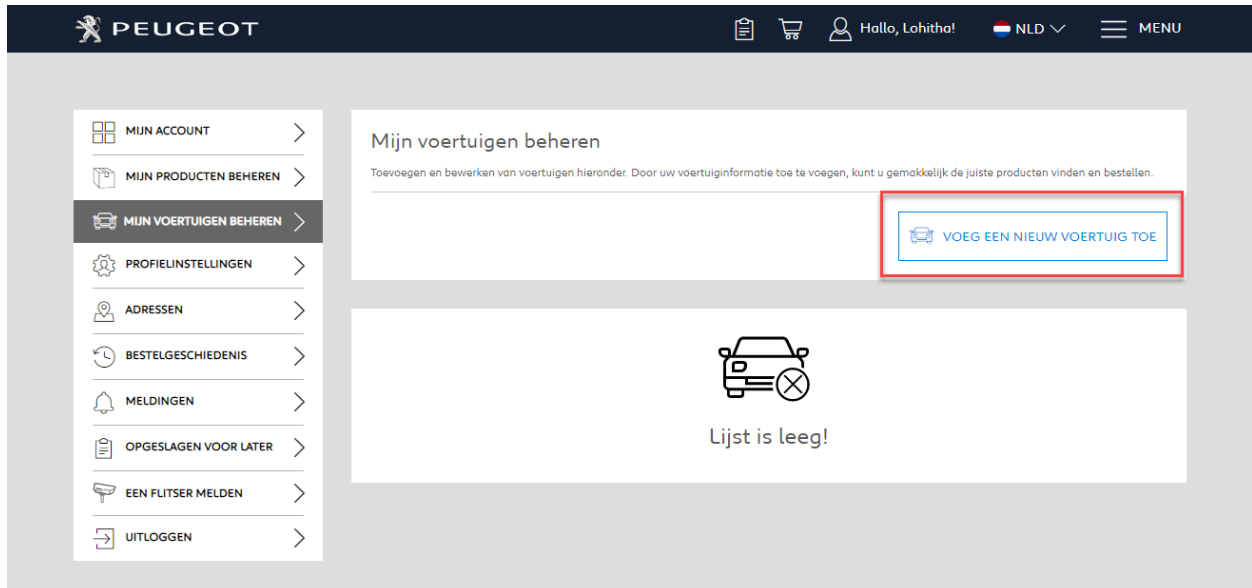 PEUGEOT
Hallo, Lohitha!
NLD
MENU
MIJN ACCOUNT
MIJN PRODUCTEN BEHEREN
MIJN VOERTUIGEN BEHEREN
PROFIELINSTELLINGEN
ADRESSEN
BESTELGESCHIEDENIS
MELDINGEN
OPGESLAGEN VOOR LATER
EEN FLITSER MELDEN
UITLOGGEN
Mijn voertuigen beheren
Toevoegen en bewerken van voertuigen hieronder. Door uw voertuiginformatie toe te voegen, kunt u gemakkelijk de juiste producten vinden en bestellen.
VOEG EEN NIEUW VOERTUIG TOE
Lijst is leeg!